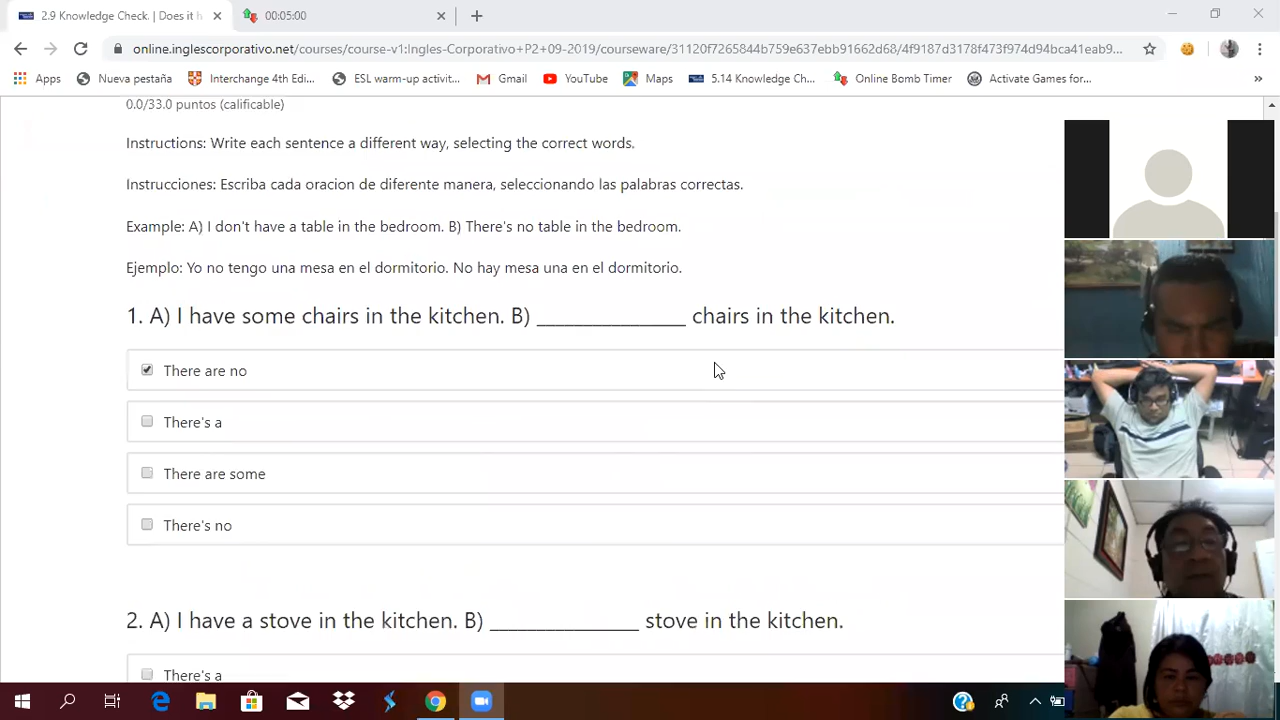 2.9 Knowledge Check. | Does it h
00:05:00
online.inglescorporativo.net/courses/course-v1:Ingles-Corporativo+P2+09-2019/courseware/31120f7265844b759e637ebb91662d68/4f9187d3178f473f974d94bca41eab9...
Apps Nueva pestaña Interchange 4th Edi... ESL warm-up activit... Gmail YouTube Maps 5.14 Knowledge Ch... Online Bomb Timer Activate Games for...
0.0/33.0 puntos (calificable)
Instructions: Write each sentence a different way, selecting the correct words.
Instrucciones: Escriba cada oracion de diferente manera, seleccionando las palabras correctas.
Example: A) I don't have a table in the bedroom. B) There's no table in the bedroom.
Ejemplo: Yo no tengo una mesa en el dormitorio. No hay mesa una en el dormitorio.
1. A) I have some chairs in the kitchen. B) ________________ chairs in the kitchen.
There are no
There's a
There are some
There's no
2. A) I have a stove in the kitchen. B) ________________ stove in the kitchen.
There's a